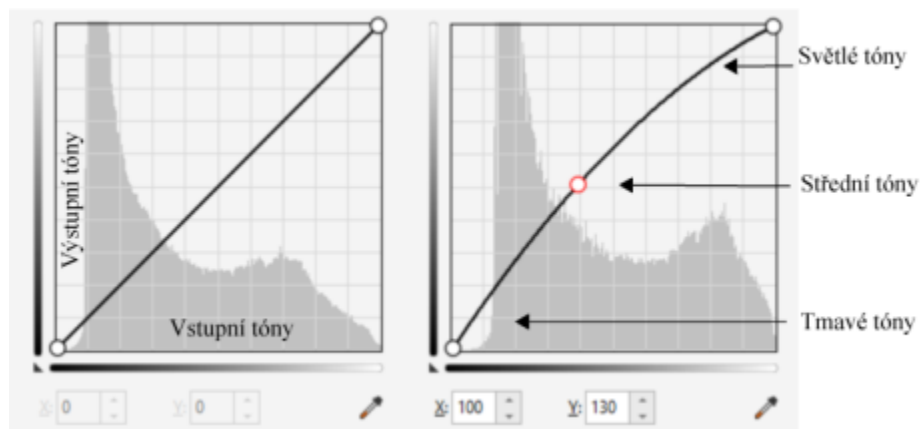 Výstupní tóny
Vstupní tóny
X: 0
Y: 0
Světlé tóny
Střední tóny
Tmavé tóny
X: 100
Y: 130